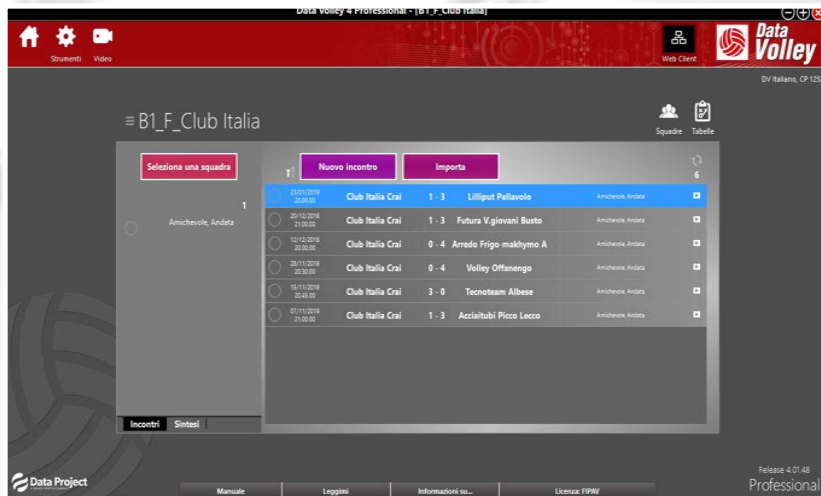 Data Volley 4 Professional - [B1_F_Club Italia]
Strumenti Video Web Client Data Volley
DV Italiano, CP 125
B1_F_Club Italia
Squadre Tabelle
Seleziona una squadra Nuovo incontro Importa 6
1
Amichevole, Andata
23/01/2019 20.00.00 Club Italia Crai 1 - 3 Lilliput Pallavolo Amichevole, Andata
20/12/2018 21.00.00 Club Italia Crai 1 - 3 Futura V.giovani Busto Amichevole, Andata
12/12/2018 20.00.00 Club Italia Crai 0 - 4 Arredo Frigo-makhymo A Amichevole, Andata
28/11/2018 20.30.00 Club Italia Crai 0 - 4 Volley Offanengo Amichevole, Andata
15/11/2018 20.45.00 Club Italia Crai 3 - 0 Tecnoteam Albese Amichevole, Andata
07/11/2018 21.00.00 Club Italia Crai 1 - 3 Acciaitubi Picco Lecco Amichevole, Andata
Incontri Sintesi
Release 4.01.48
Data Project Professional
Manuale Leggimi Informazioni su... Licenza: FIPAV